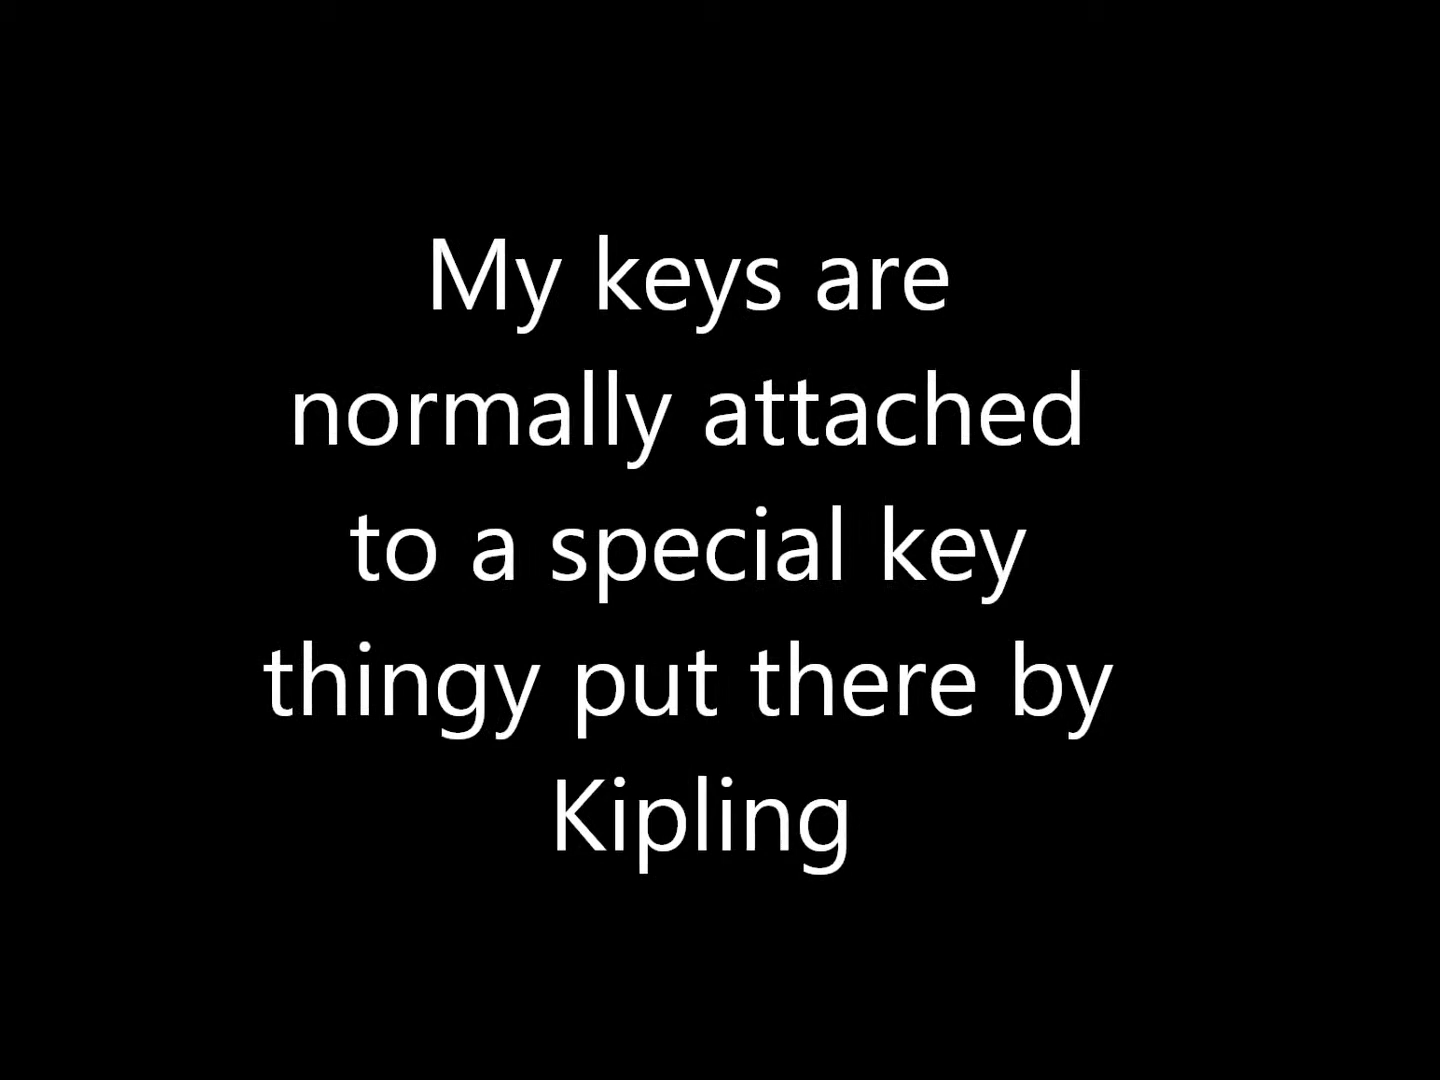 My keys are
normally attached
to a special key
thingy put there by
Kipling